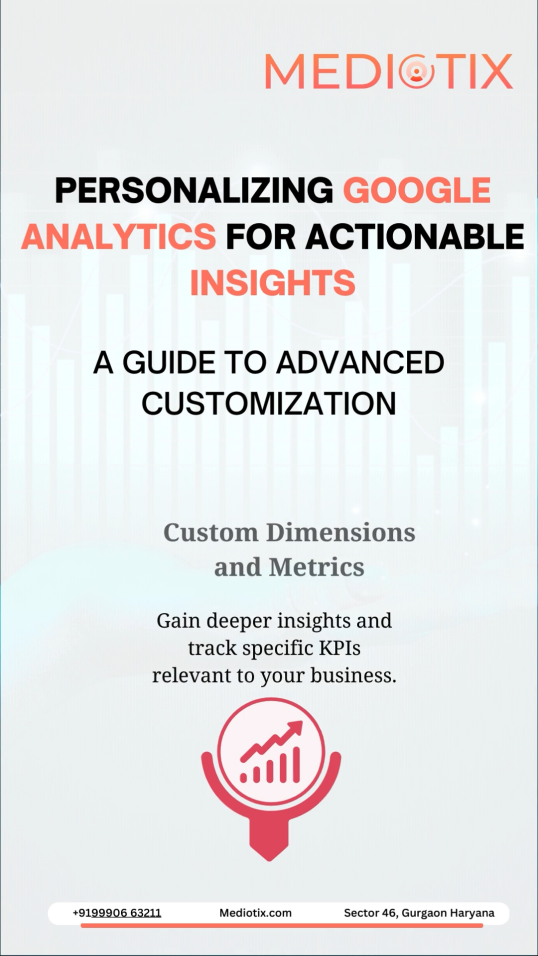 MEDIOTIX
PERSONALIZING GOOGLE
ANALYTICS FOR ACTIONABLE
INSIGHTS
A GUIDE TO ADVANCED
CUSTOMIZATION
Custom Dimensions
and Metrics
Gain deeper insights and
track specific KPIs
relevant to your business.
+9199906 63211 Mediotix.com Sector 46, Gurgaon Haryana